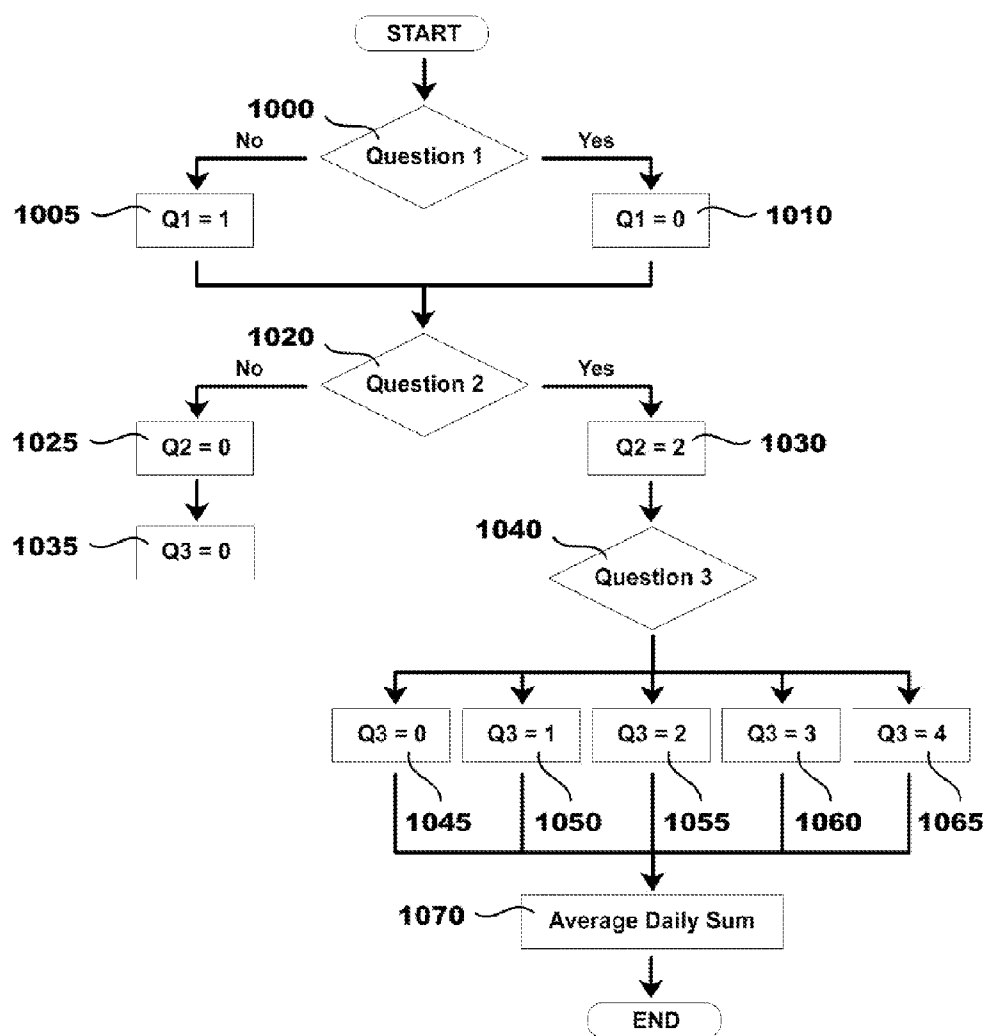 START
1000
Question 1
No
Yes
1005
Q1 = 1
Q1 = 0
1010
1020
Question 2
No
Yes
1025
Q2 = 0
Q2 = 2
1030
1035
Q3 = 0
1040
Question 3
Q3 = 0
Q3 = 1
Q3 = 2
Q3 = 3
Q3 = 4
1045
1050
1055
1060
1065
1070
Average Daily Sum
END